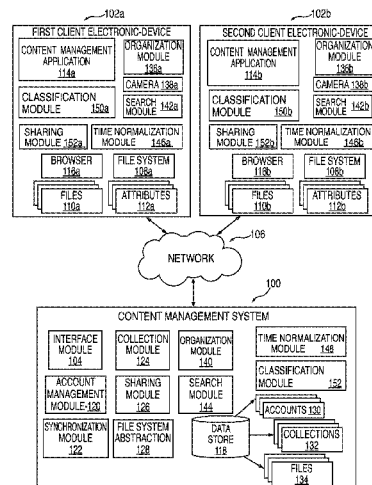 102a
102b
FIRST CLIENT ELECTRONIC-DEVICE
CONTENT MANAGEMENT
APPLICATION
114a
ORGANIZATION
MODULE
136a
CAMERA 138a
CLASSIFICATION
MODULE 150a
SEARCH
MODULE 142a
SHARING
MODULE 152a
TIME NORMALIZATION
MODULE 146a
BROWSER
116a
FILE SYSTEM
108a
FILES
110a
ATTRIBUTES
112a
SECOND CLIENT ELECTRONIC-DEVICE
CONTENT MANAGEMENT
APPLICATION
114b
ORGANIZATION
MODULE
136b
CAMERA 138b
CLASSIFICATION
MODULE 150b
SEARCH
MODULE 142b
SHARING
MODULE 152b
TIME NORMALIZATION
MODULE 146b
BROWSER
116b
FILE SYSTEM
108b
FILES
110b
ATTRIBUTES
112b
106
NETWORK
100
CONTENT MANAGEMENT SYSTEM
INTERFACE
MODULE
104
COLLECTION
MODULE
124
ORGANIZATION
MODULE
140
TIME NORMALIZATION
MODULE 148
ACCOUNT
MANAGEMENT
MODULE-120
SHARING
MODULE
126
SEARCH
MODULE
144
CLASSIFICATION
MODULE 152
SYNCHRONIZATION
MODULE
122
FILE SYSTEM
ABSTRACTION
128
DATA
STORE
118
ACCOUNTS 130
COLLECTIONS
132
FILES
134